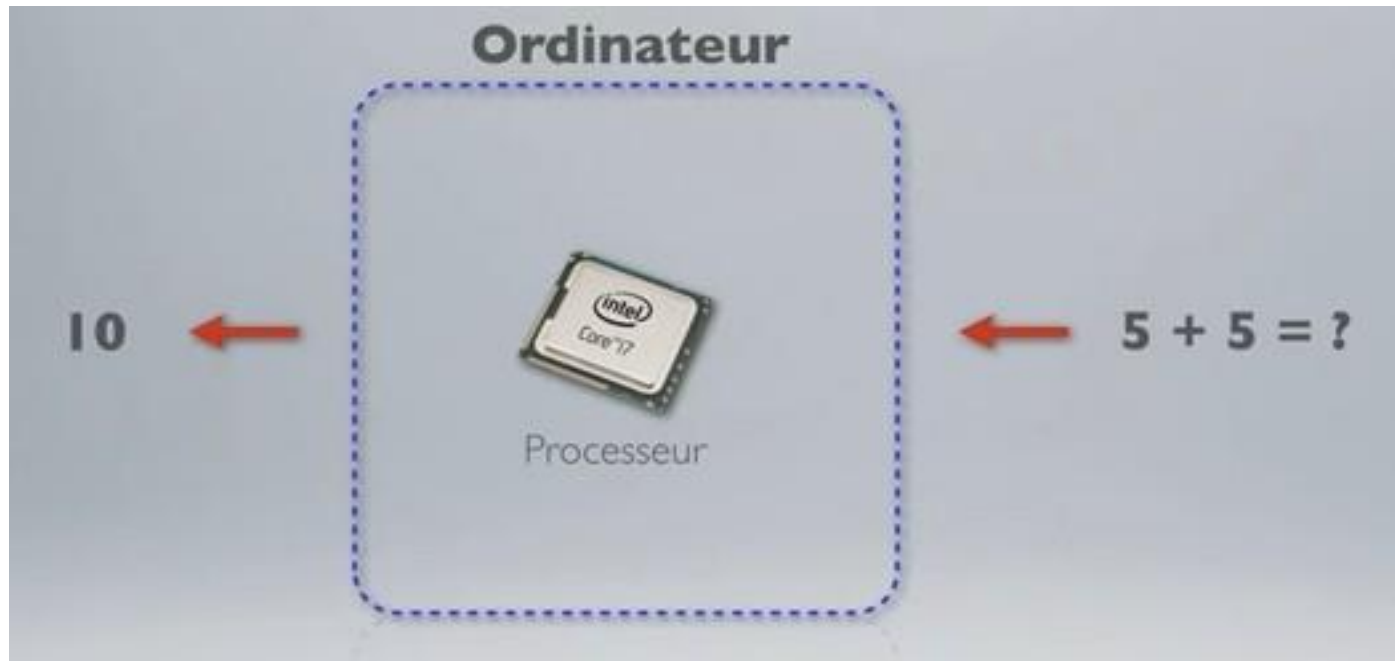 Ordinateur
10
intel
Core i7
5 + 5 = ?
Processeur